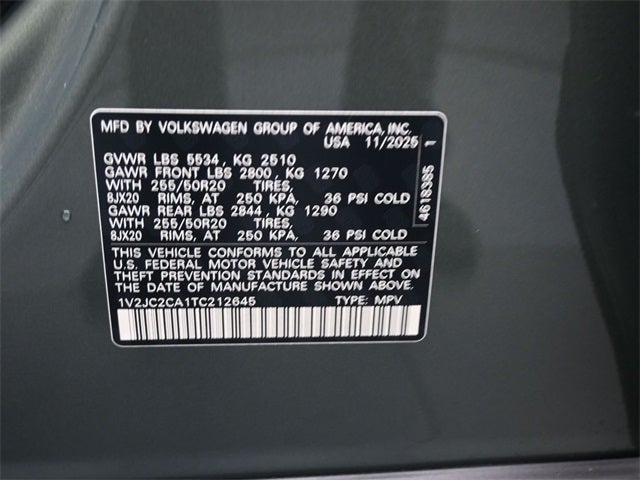 MFD BY VOLKSWAGEN GROUP OF AMERICA, INC.
USA 11/2025
GVWR LBS 5534, KG 2510
GAWR FRONT LBS 2800, KG 1270
WITH 255/50R20 TIRES,
8JX20 RIMS, AT 250 KPA, 36 PSI COLD
GAWR REAR LBS 2844, KG 1290
WITH 255/50R20 TIRES,
8JX20 RIMS, AT 250 KPA, 36 PSI COLD
4618385 1
THIS VEHICLE CONFORMS TO ALL APPLICABLE
U.S. FEDERAL MOTOR VEHICLE SAFETY AND
THEFT PREVENTION STANDARDS IN EFFECT ON
THE DATE OF MANUFACTURE SHOWN ABOVE.
1V2JC2CA1TC212645 TYPE: MPV